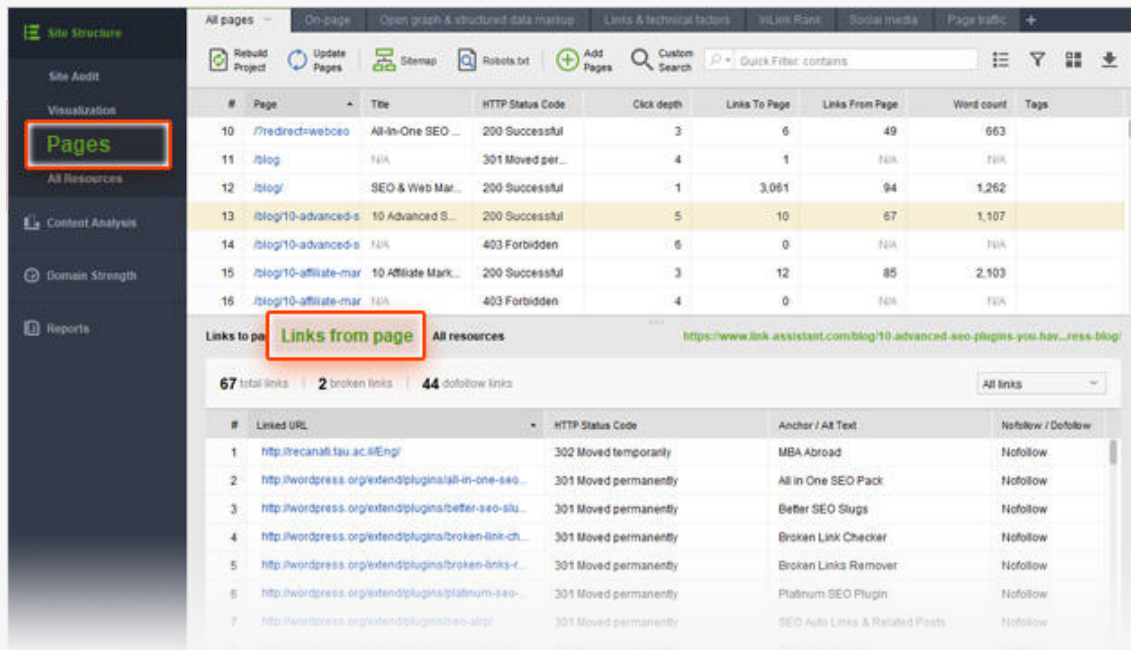 Site Structure
Site Audit
Visualization
Pages
All Resources
Content Analysis
Domain Strength
Reports
All pages On-page Open graph & structured data markup Links & technical factors InLink Rank Social media Page traffic +
Rebuild Project Update Pages Sitemap Robots.txt Add Pages Custom Search Quick Filter: contains
# Page Title HTTP Status Code Click depth Links To Page Links From Page Word count Tags
10 /?redirect=webceo All-In-One SEO ... 200 Successful 3 6 49 663
11 /blog N/A 301 Moved per... 4 1 N/A N/A
12 /blog/ SEO & Web Mar... 200 Successful 1 3,061 94 1,262
13 /blog/10-advanced-s 10 Advanced S... 200 Successful 5 10 67 1,107
14 /blog/10-advanced-s N/A 403 Forbidden 6 0 N/A N/A
15 /blog/10-affiliate-mar 10 Affiliate Mark... 200 Successful 3 12 85 2,103
16 /blog/10-affiliate-mar N/A 403 Forbidden 4 0 N/A N/A
Links to pa Links from page All resources https://www.link-assistant.com/blog/10-advanced-seo-plugins-you-hav...ress-blog/
67 total links 2 broken links 44 dofollow links All links
# Linked URL HTTP Status Code Anchor / Alt Text Nofollow / Dofollow
1 http://recanati.tau.ac.il/Eng/ 302 Moved temporarily MBA Abroad Nofollow
2 http://wordpress.org/extend/plugins/all-in-one-seo... 301 Moved permanently All in One SEO Pack Nofollow
3 http://wordpress.org/extend/plugins/better-seo-slu... 301 Moved permanently Better SEO Slugs Nofollow
4 http://wordpress.org/extend/plugins/broken-link-ch... 301 Moved permanently Broken Link Checker Nofollow
5 http://wordpress.org/extend/plugins/broken-links-r... 301 Moved permanently Broken Links Remover Nofollow
6 http://wordpress.org/extend/plugins/platinum-seo-... 301 Moved permanently Platinum SEO Plugin Nofollow
7 http://wordpress.org/extend/plugins/seo-alrp/ 301 Moved permanently SEO Auto Links & Related Posts Nofollow